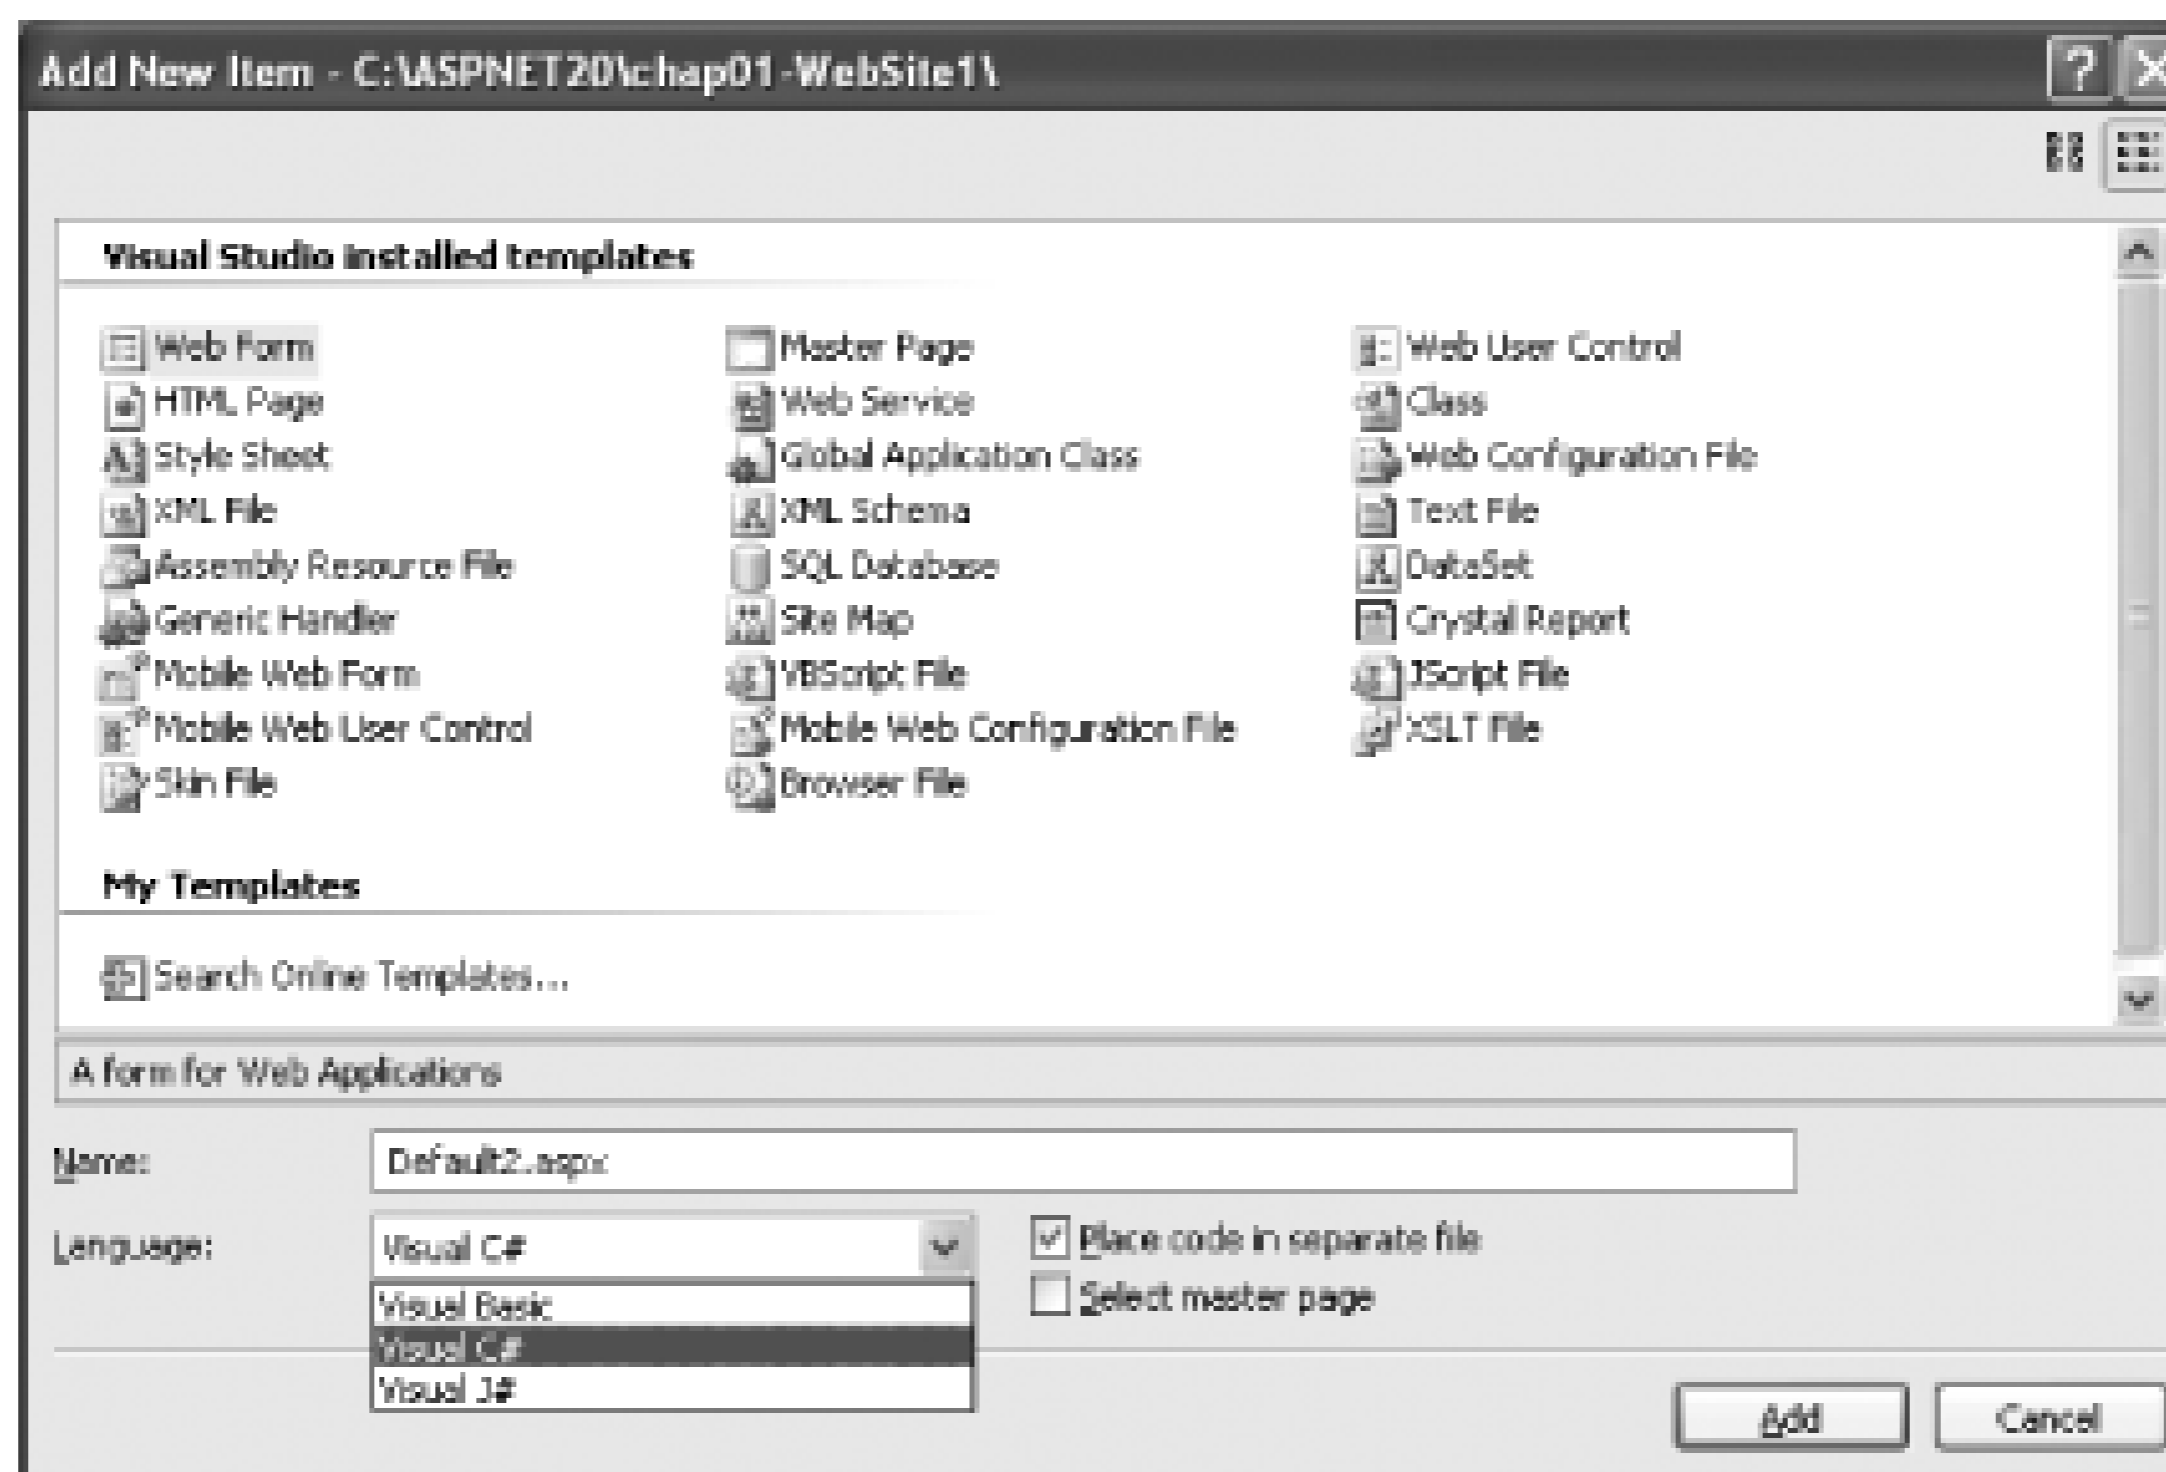 Add New Item - C:\ASPNET20\chap01-WebSite1\
Visual Studio installed templates
Web Form Master Page Web User Control
HTML Page Web Service Class
Style Sheet Global Application Class Web Configuration File
XML File XML Schema Text File
Assembly Resource File SQL Database DataSet
Generic Handler Site Map Crystal Report
Mobile Web Form VBScript File JScript File
Mobile Web User Control Mobile Web Configuration File XSLT File
Skin File Browser File
My Templates
Search Online Templates...
A form for Web Applications
Name: Default2.aspx
Language: Visual C# Place code in separate file
Visual Basic Select master page
Visual C#
Visual J#
Add Cancel